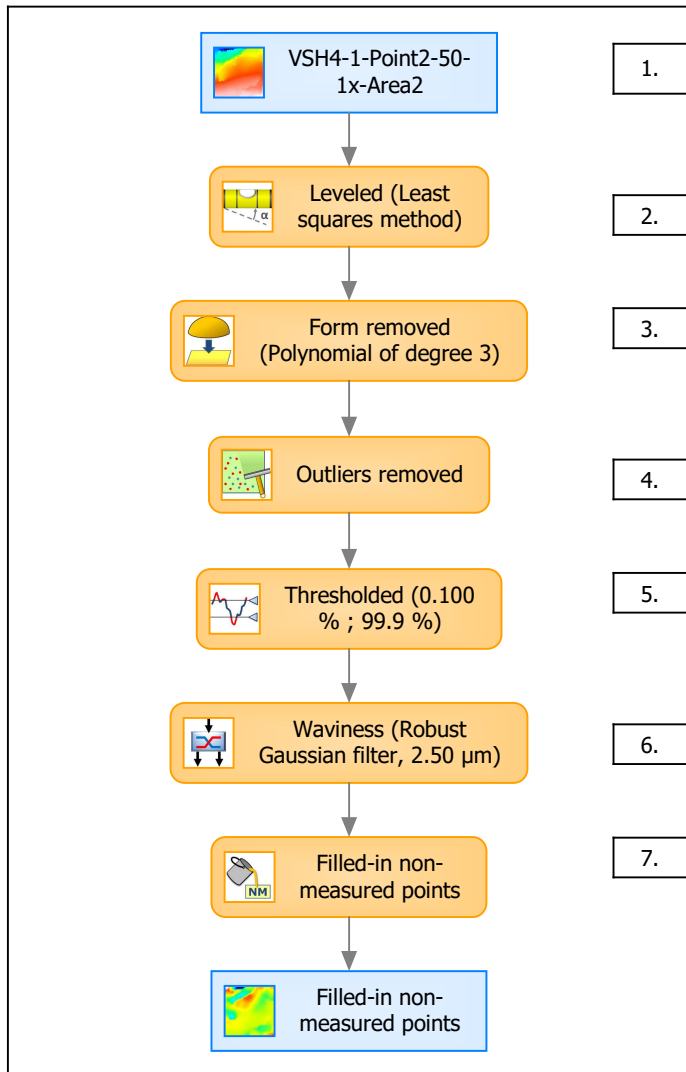 VSH4-1-Point2-50-
1x-Area2
1.
Leveled (Least
squares method)
α
2.
Form removed
(Polynomial of degree 3)
3.
Outliers removed
4.
Thresholded (0.100
% ; 99.9 %)
5.
Waviness (Robust
Gaussian filter, 2.50 µm)
6.
Filled-in non-
measured points
NM
7.
Filled-in non-
measured points